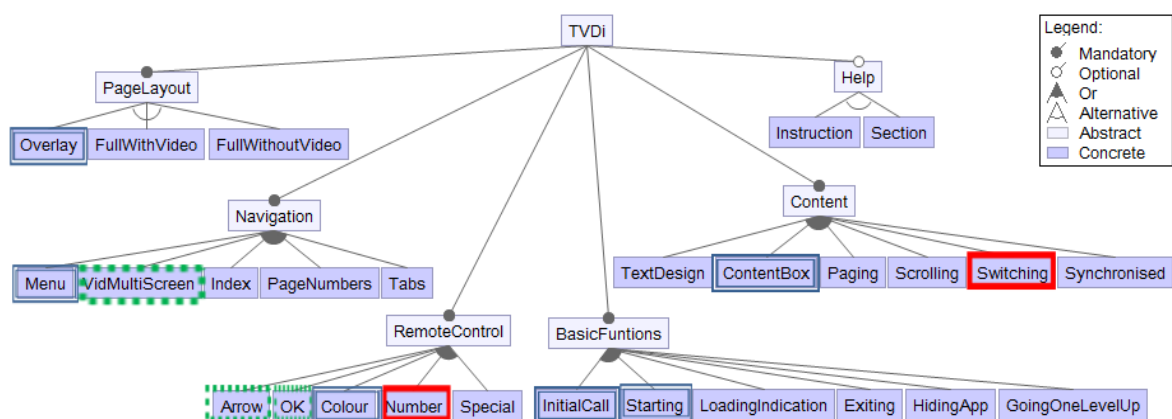 TVDi
Legend:
Mandatory
Optional
Or
Alternative
Abstract
Concrete
PageLayout
Help
Overlay FullWithVideo FullWithoutVideo
Instruction Section
Navigation
Content
Menu VidMultiScreen Index PageNumbers Tabs
TextDesign ContentBox Paging Scrolling Switching Synchronised
RemoteControl
BasicFuntions
Arrow OK Colour Number Special
InitialCall Starting LoadingIndication Exiting HidingApp GoingOneLevelUp